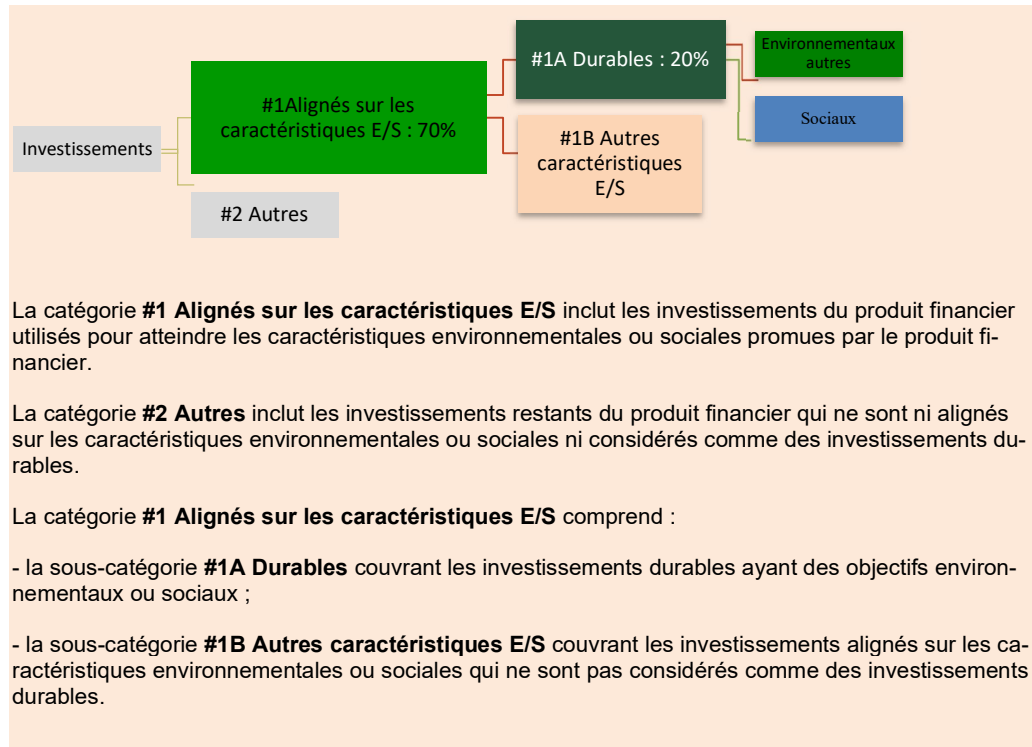 Investissements
#1Alignés sur les
caractéristiques E/S : 70%
#2 Autres
#1A Durables : 20%
#1B Autres
caractéristiques
E/S
Environnementaux
autres
Sociaux
La catégorie #1 Alignés sur les caractéristiques E/S inclut les investissements du produit financier
utilisés pour atteindre les caractéristiques environnementales ou sociales promues par le produit fi-
nancier.
La catégorie #2 Autres inclut les investissements restants du produit financier qui ne sont ni alignés
sur les caractéristiques environnementales ou sociales ni considérés comme des investissements du-
rables.
La catégorie #1 Alignés sur les caractéristiques E/S comprend :
- la sous-catégorie #1A Durables couvrant les investissements durables ayant des objectifs environ-
nementaux ou sociaux ;
- la sous-catégorie #1B Autres caractéristiques E/S couvrant les investissements alignés sur les ca-
ractéristiques environnementales ou sociales qui ne sont pas considérés comme des investissements
durables.